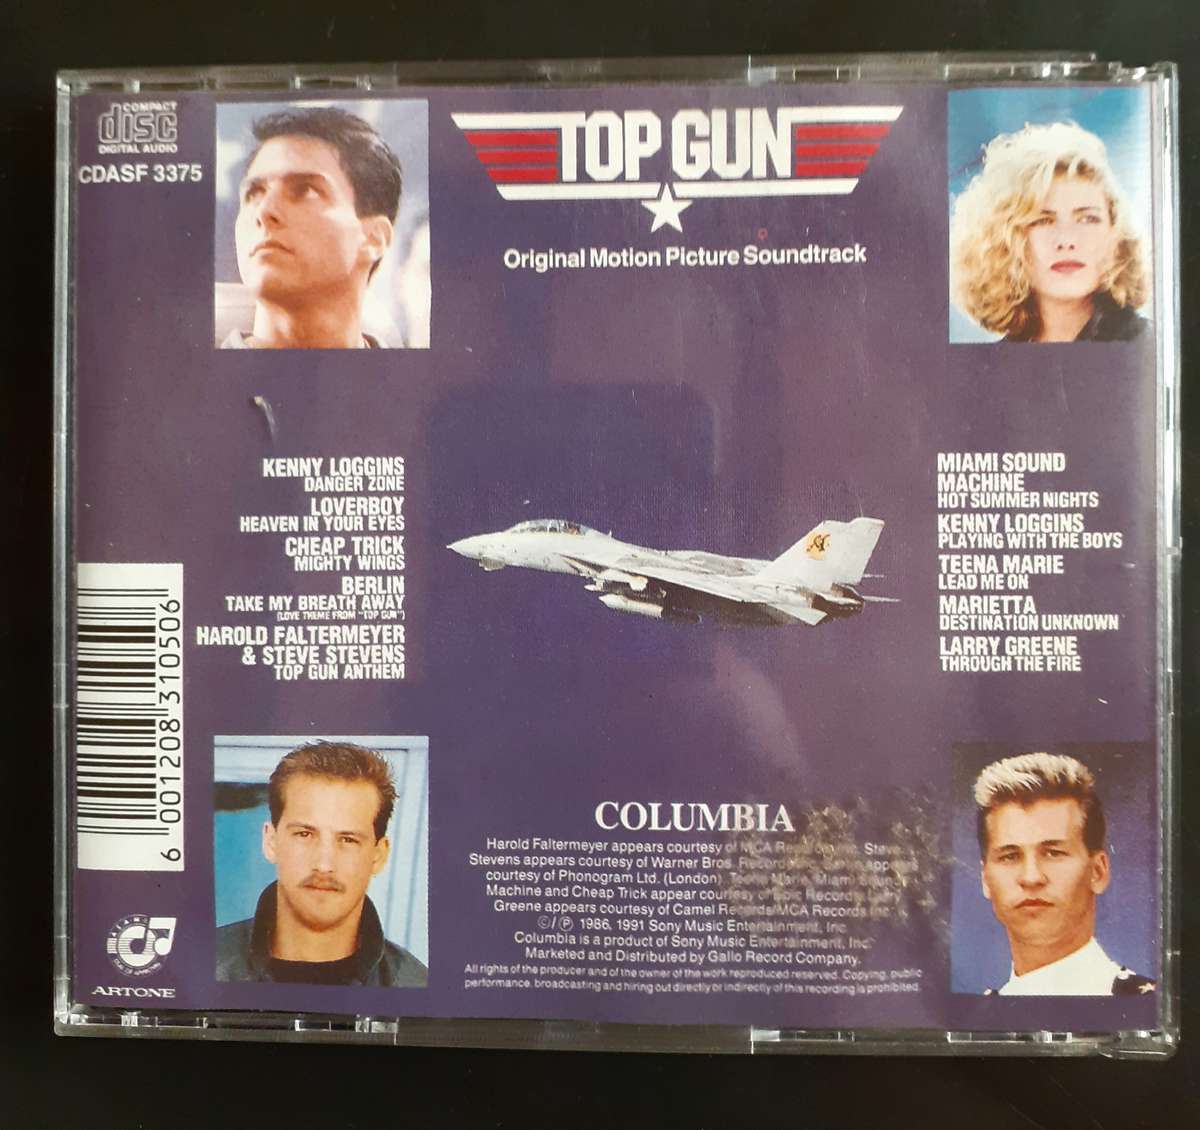 COMPACT
disc
DIGITAL AUDIO
CDASF 3375
TOP GUN
Original Motion Picture Soundtrack
KENNY LOGGINS
DANGER ZONE
LOVERBOY
HEAVEN IN YOUR EYES
CHEAP TRICK
MIGHTY WINGS
BERLIN
TAKE MY BREATH AWAY
(LOVE THEME FROM "TOP GUN")
HAROLD FALTERMEYER
& STEVE STEVENS
TOP GUN ANTHEM
MIAMI SOUND
MACHINE
HOT SUMMER NIGHTS
KENNY LOGGINS
PLAYING WITH THE BOYS
TEENA MARIE
LEAD ME ON
MARIETTA
DESTINATION UNKNOWN
LARRY GREENE
THROUGH THE FIRE
6 001208 310506
ARTONE
COLUMBIA
Harold Faltermeyer appears courtesy of MCA Records Inc. Steve
Stevens appears courtesy of Warner Bros. Records Inc. Berlin appears
courtesy of Phonogram Ltd. (London). Teena Marie, Miami Sound
Machine and Cheap Trick appear courtesy of Epic Records. Larry
Greene appears courtesy of Camel Records/MCA Records Inc.
©/℗ 1986, 1991 Sony Music Entertainment, Inc.
Columbia is a product of Sony Music Entertainment, Inc.
Marketed and Distributed by Gallo Record Company.
All rights of the producer and of the owner of the work reproduced reserved. Copying, public
performance, broadcasting and hiring out directly or indirectly of this recording is prohibited.